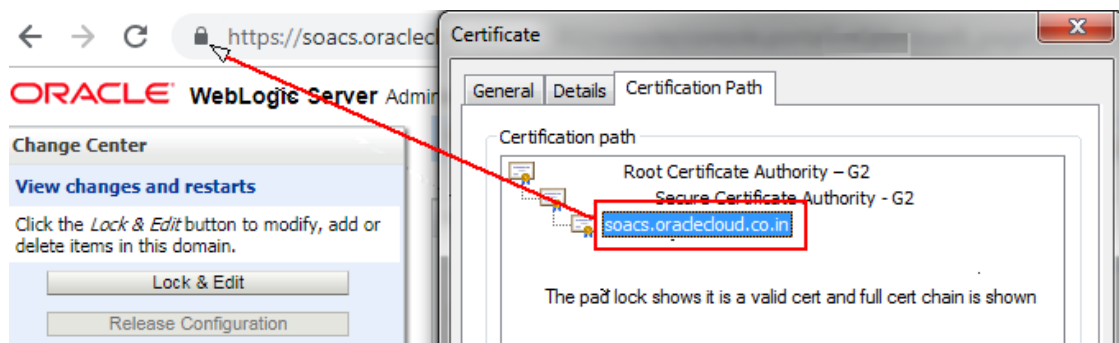 https://soacs.oraclecl
ORACLE WebLogic Server Admir
Change Center
View changes and restarts
Click the Lock & Edit button to modify, add or
delete items in this domain.
Lock & Edit
Release Configuration
Certificate
General Details Certification Path
Certification path
Root Certificate Authority – G2
Secure Certificate Authority - G2
soacs.oraclecloud.co.in
The pad lock shows it is a valid cert and full cert chain is shown